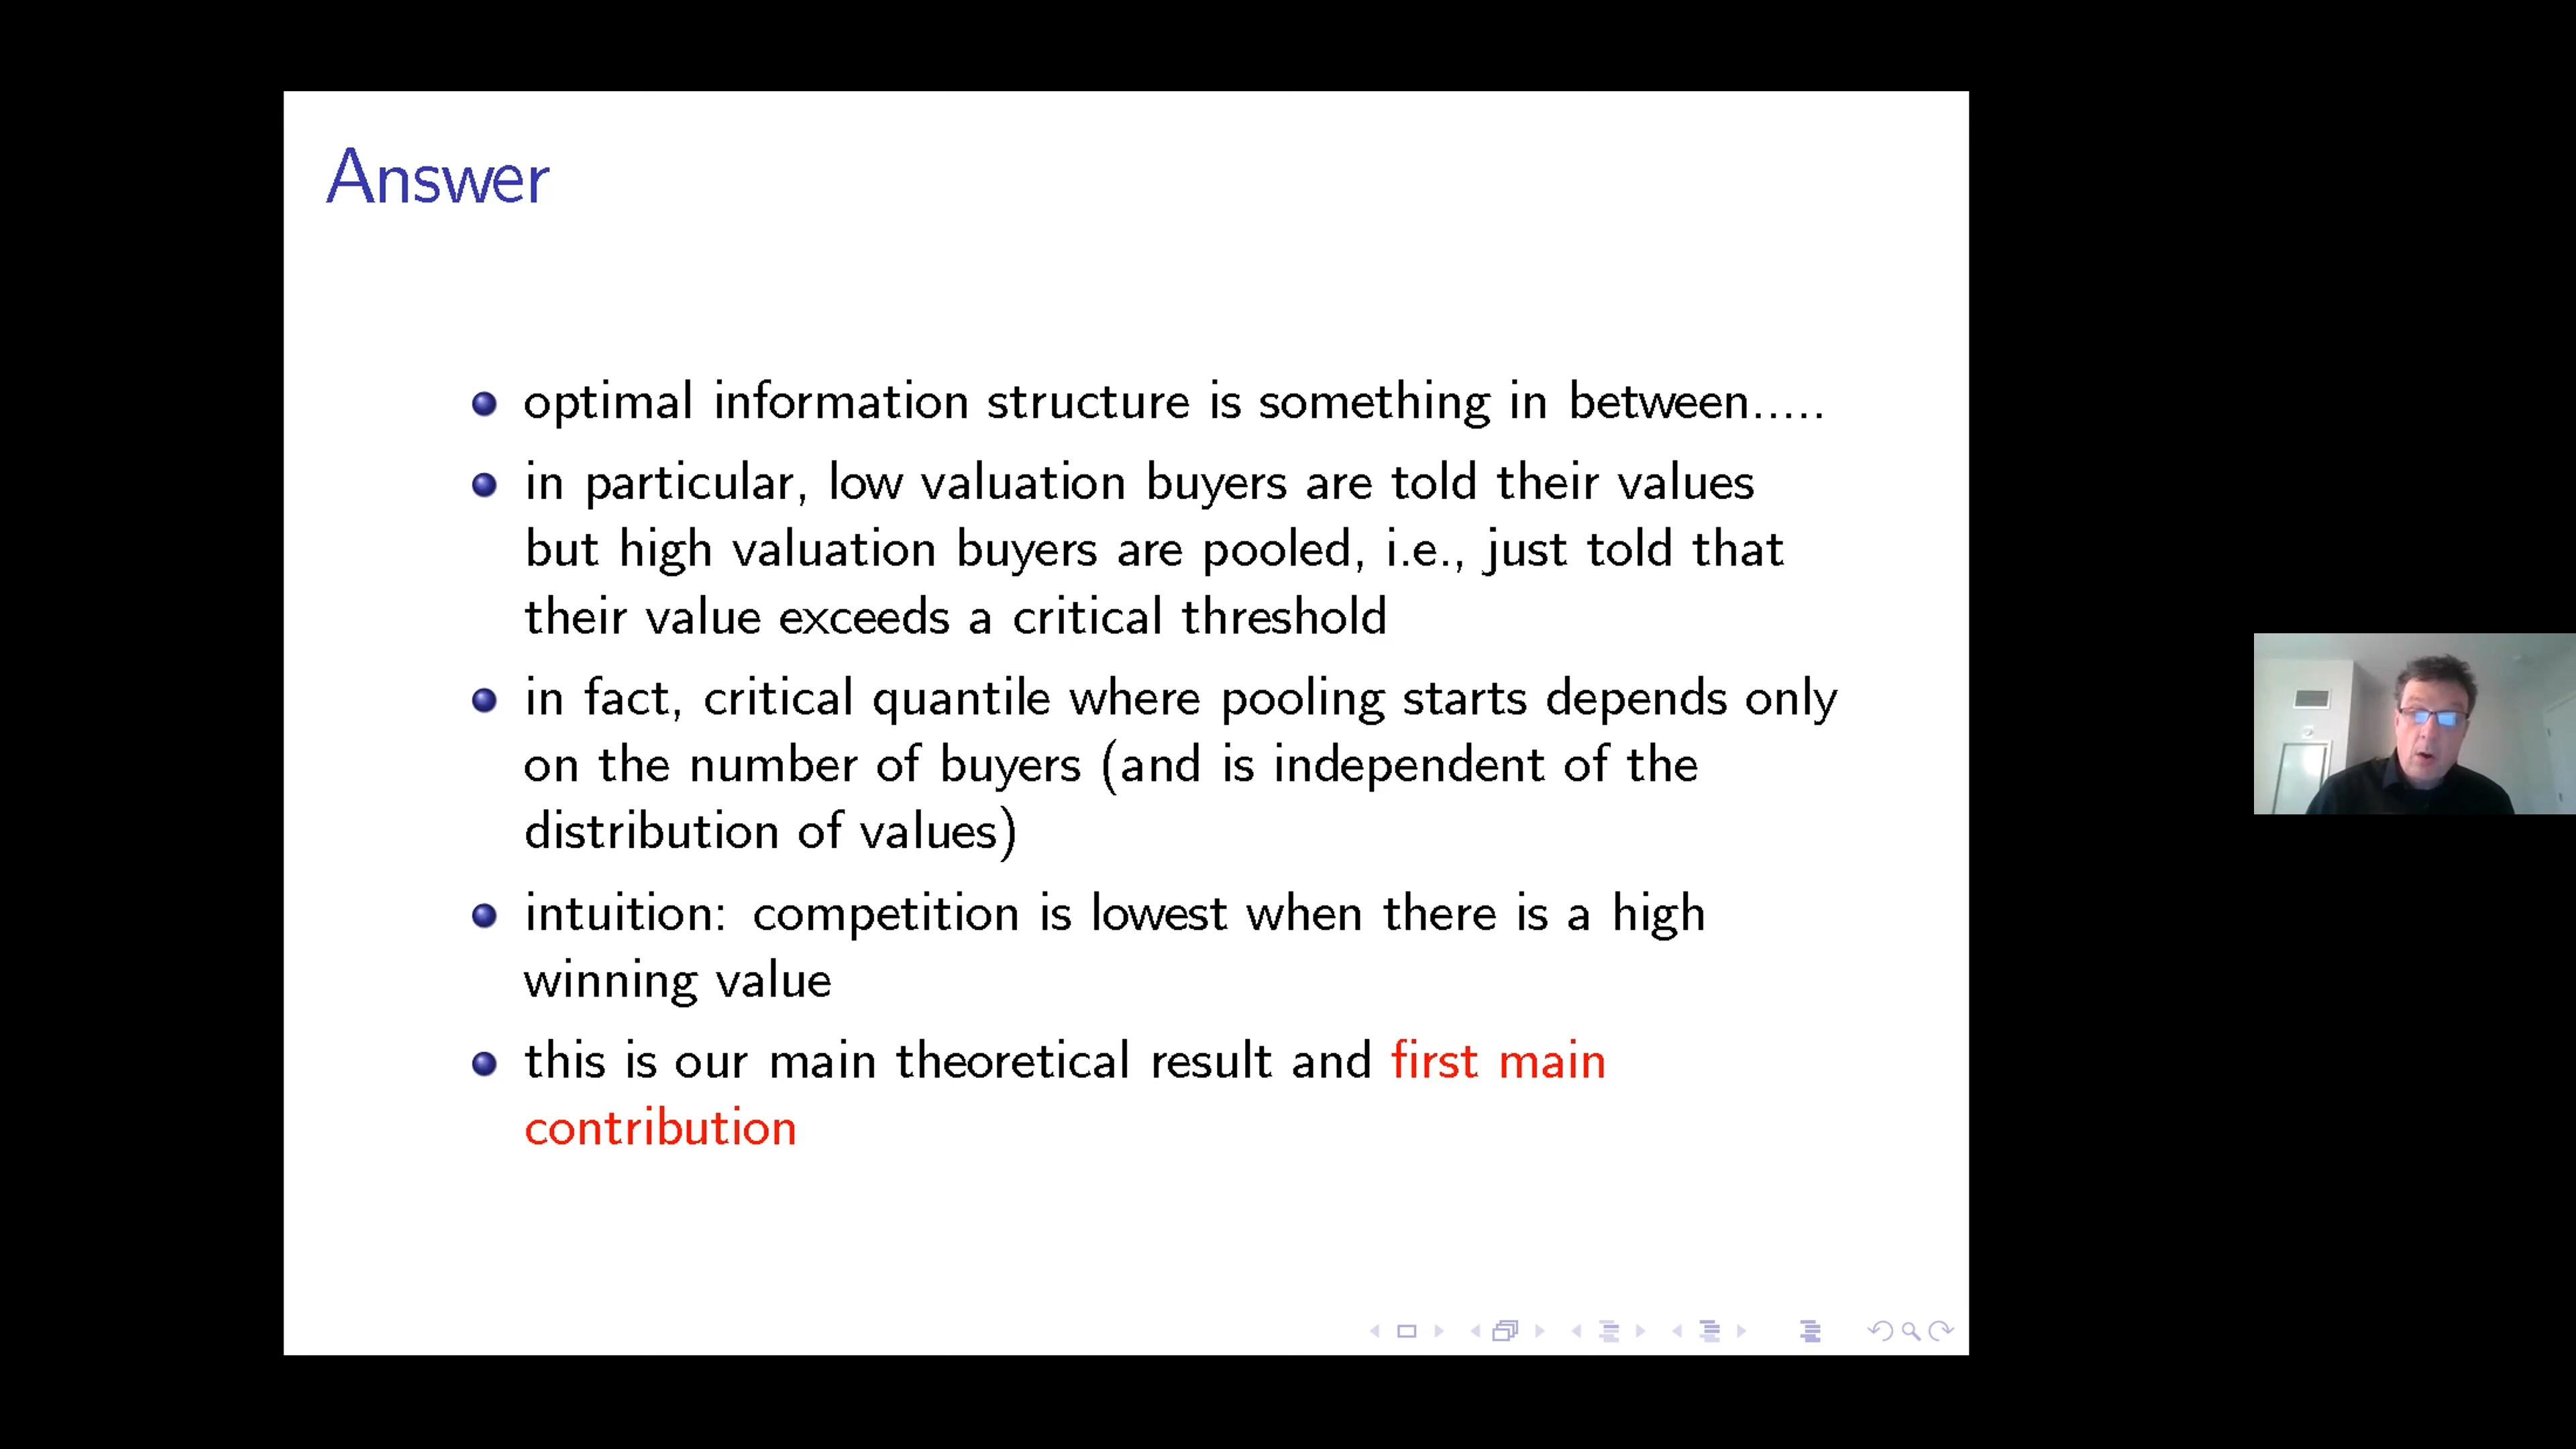 Answer
optimal information structure is something in between.....
in particular, low valuation buyers are told their values
but high valuation buyers are pooled, i.e., just told that
their value exceeds a critical threshold
in fact, critical quantile where pooling starts depends only
on the number of buyers (and is independent of the
distribution of values)
intuition: competition is lowest when there is a high
winning value
this is our main theoretical result and first main
contribution